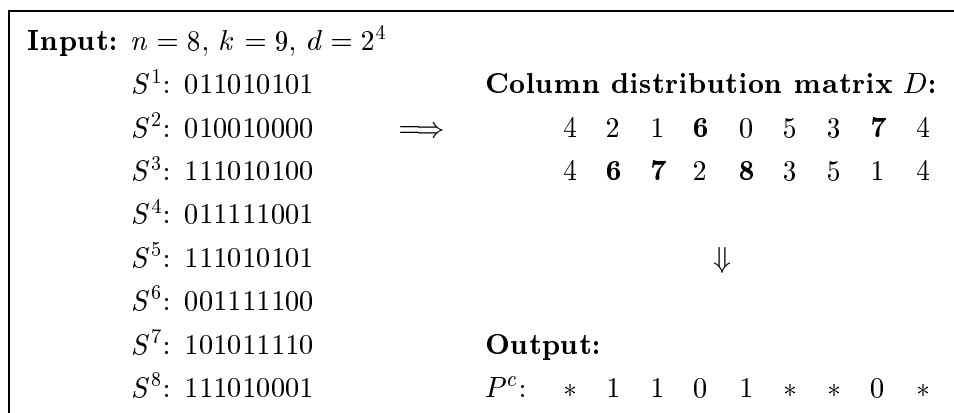 Input: n = 8, k = 9, d = 2^4
S^1: 011010101
Column distribution matrix D:
S^2: 010010000 ⟹ 4 2 1 6 0 5 3 7 4
S^3: 111010100 4 6 7 2 8 3 5 1 4
S^4: 011111001
S^5: 111010101 ⇓
S^6: 001111100
S^7: 101011110 Output:
S^8: 111010001 P^c: * 1 1 0 1 * * 0 *